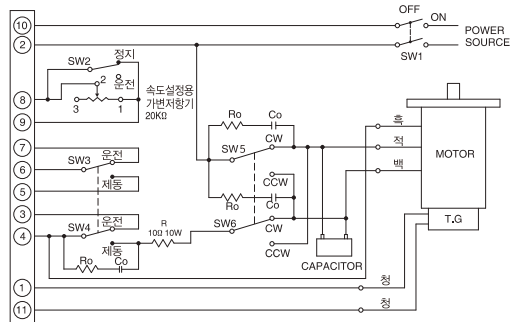 OFF
ON
POWER
SOURCE
SW1
10
2
8
9
7
6
5
3
4
1
11
SW2
정지
운전
2
3
1
속도설정용
가변저항기
20KΩ
SW3
운전
제동
SW4
운전
제동
Ro
Co
R
10Ω 10W
Ro
Co
SW5
CW
CCW
Ro
Co
SW6
CW
CCW
CAPACITOR
흑
적
백
MOTOR
T.G
청
청